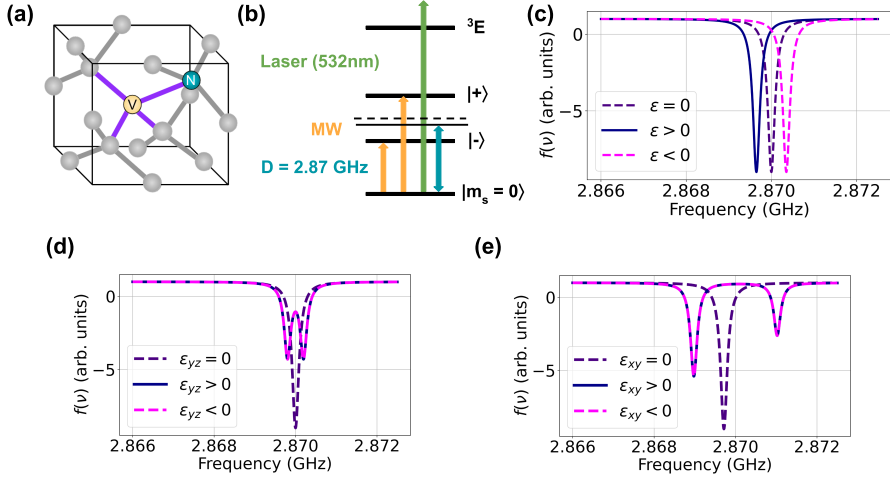 (a)
N
V
(b)
³E
Laser (532nm)
|+⟩
MW
|-⟩
D = 2.87 GHz
|mₛ = 0⟩
(c)
f(ν) (arb. units)
0
−5
ε = 0
ε > 0
ε < 0
2.866 2.868 2.870 2.872
Frequency (GHz)
(d)
f(ν) (arb. units)
0
−5
ε_yz = 0
ε_yz > 0
ε_yz < 0
2.866 2.868 2.870 2.872
Frequency (GHz)
(e)
f(ν) (arb. units)
0
−5
ε_xy = 0
ε_xy > 0
ε_xy < 0
2.866 2.868 2.870 2.872
Frequency (GHz)